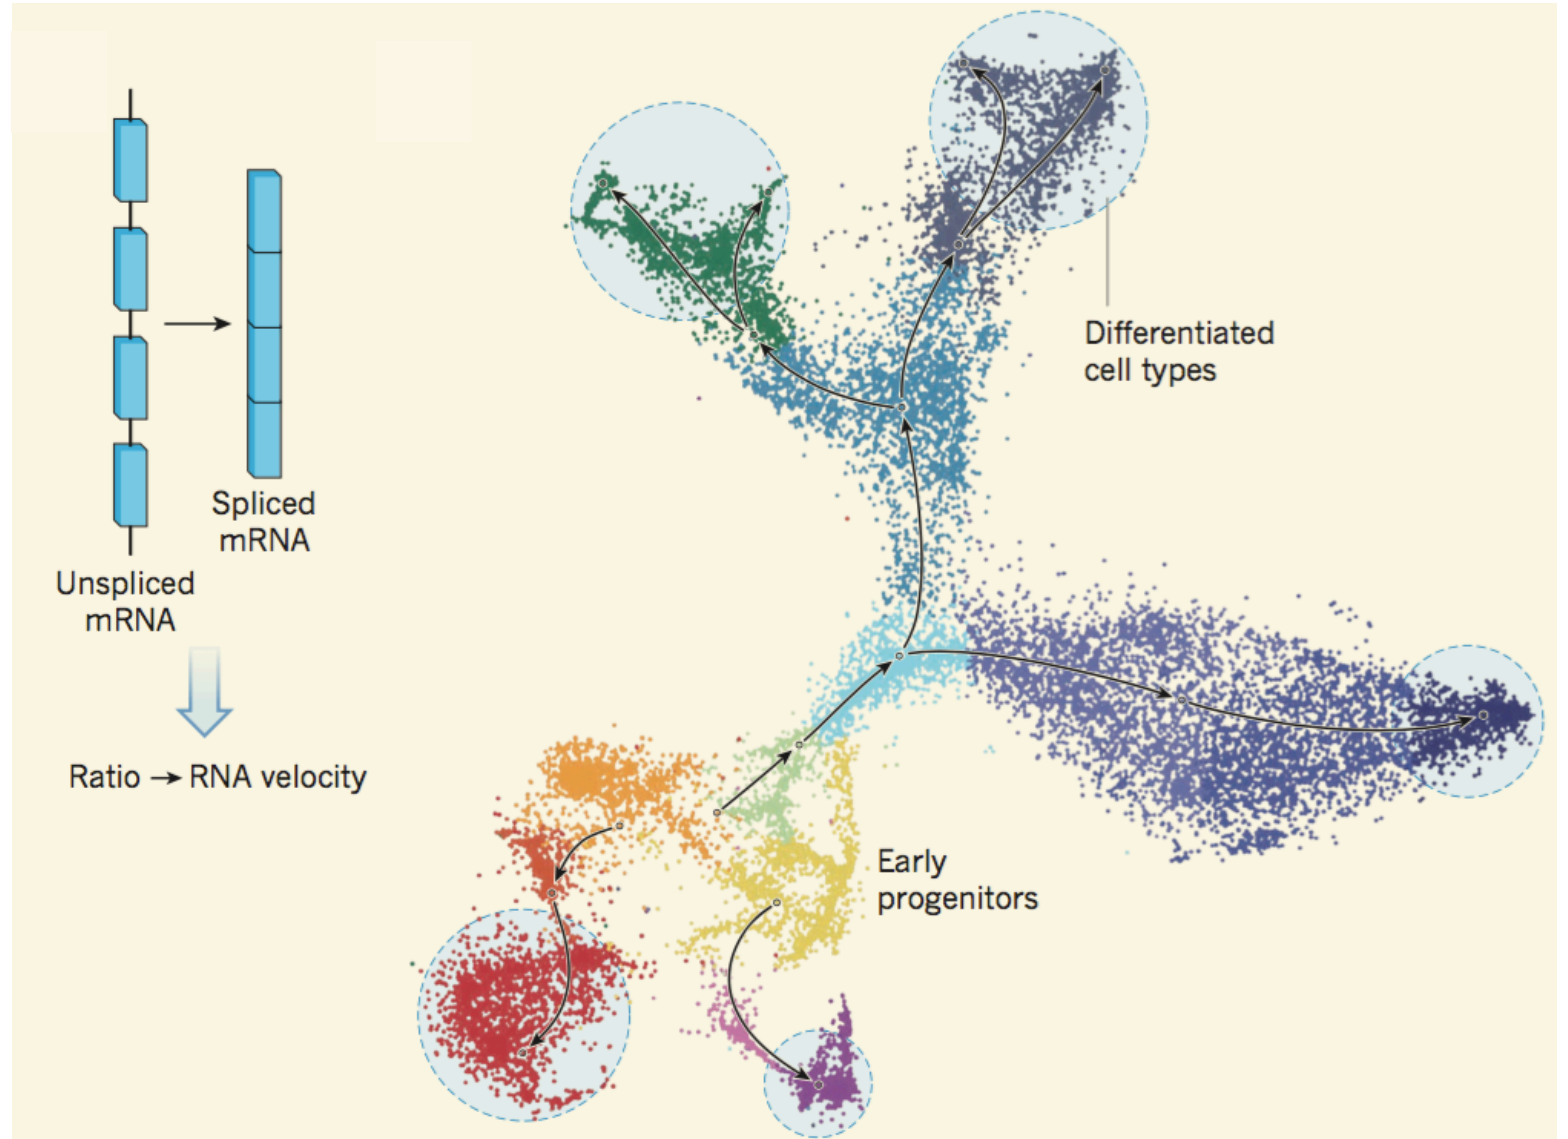 Unspliced
mRNA
Spliced
mRNA
Ratio → RNA velocity
Differentiated
cell types
Early
progenitors